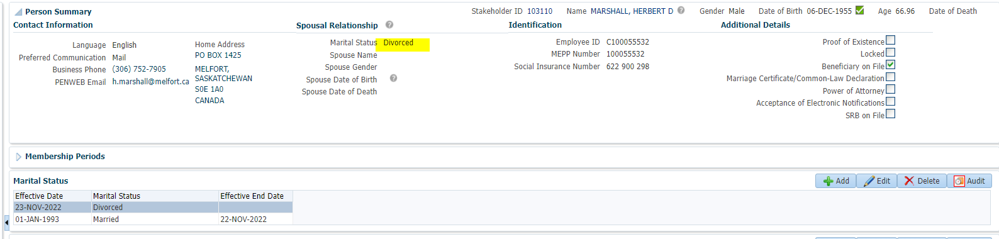 Person Summary
Stakeholder ID 103110 Name MARSHALL, HERBERT D Gender Male Date of Birth 06-DEC-1955 Age 66.96 Date of Death
Contact Information
Language English
Preferred Communication Mail
Business Phone (306) 752-7905
PENWEB Email h.marshall@melfort.ca
Home Address
PO BOX 1425
MELFORT,
SASKATCHEWAN
S0E 1A0
CANADA
Spousal Relationship
Marital Status Divorced
Spouse Name
Spouse Gender
Spouse Date of Birth
Spouse Date of Death
Identification
Employee ID C100055532
MEPP Number 100055532
Social Insurance Number 622 900 298
Additional Details
Proof of Existence
Locked
Beneficiary on File
Marriage Certificate/Common-Law Declaration
Power of Attorney
Acceptance of Electronic Notifications
SRB on File
Membership Periods
Marital Status
Add Edit Delete Audit
Effective Date Marital Status Effective End Date
23-NOV-2022 Divorced
01-JAN-1993 Married 22-NOV-2022